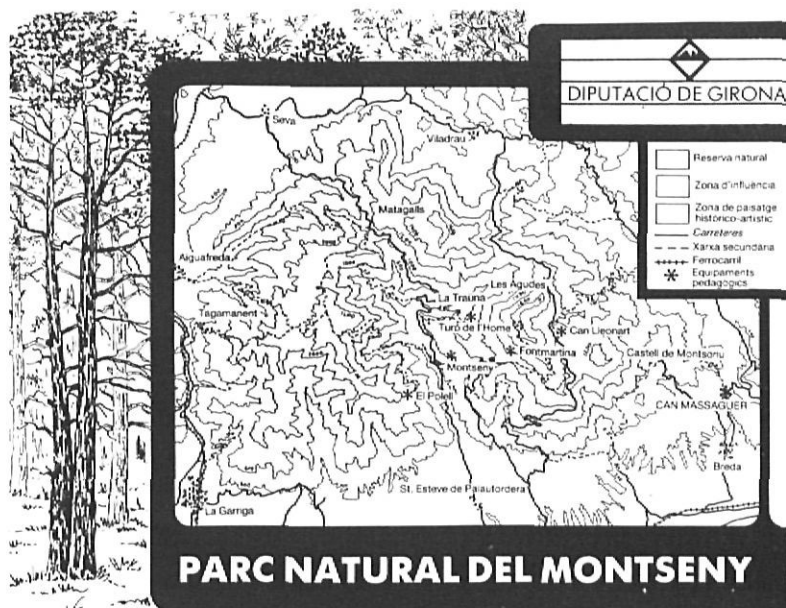 DIPUTACIÓ DE GIRONA
Reserva natural
Zona d'influència
Zona de paisatge
històrico-artístic
Carreteres
Xarxa secundària
Ferrocarril
Equipaments
pedagògics
Seva
Viladrau
Matagalls
Aiguafreda
Les Agudes
La Trauna
Tagamanent
Turó de l'Home
Can Lleonart
Fontmartina
Castell de Montsoriu
Montseny
El Polell
CAN MASSAGUER
Breda
St. Esteve de Palautordera
La Garriga
PARC NATURAL DEL MONTSENY